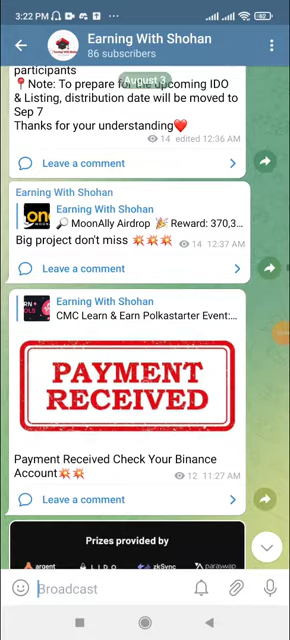 3:22 PM
62
Earning With Shohan
86 subscribers
participants
August 3
📍Note: To prepare for the upcoming IDO
& Listing, distribution date will be moved to
Sep 7
Thanks for your understanding❤️
14 edited 12:36 AM
Leave a comment
Earning With Shohan
Earning With Shohan
🔎 MoonAlly Airdrop 🎉 Reward: 370,3...
Big project don't miss 💥💥💥
14 12:37 AM
Leave a comment
Earning With Shohan
CMC Learn & Earn Polkastarter Event:...
PAYMENT
RECEIVED
Payment Received Check Your Binance
Account💥💥
12 11:27 AM
Leave a comment
Prizes provided by
argent LIDO zkSync paraswap
Broadcast